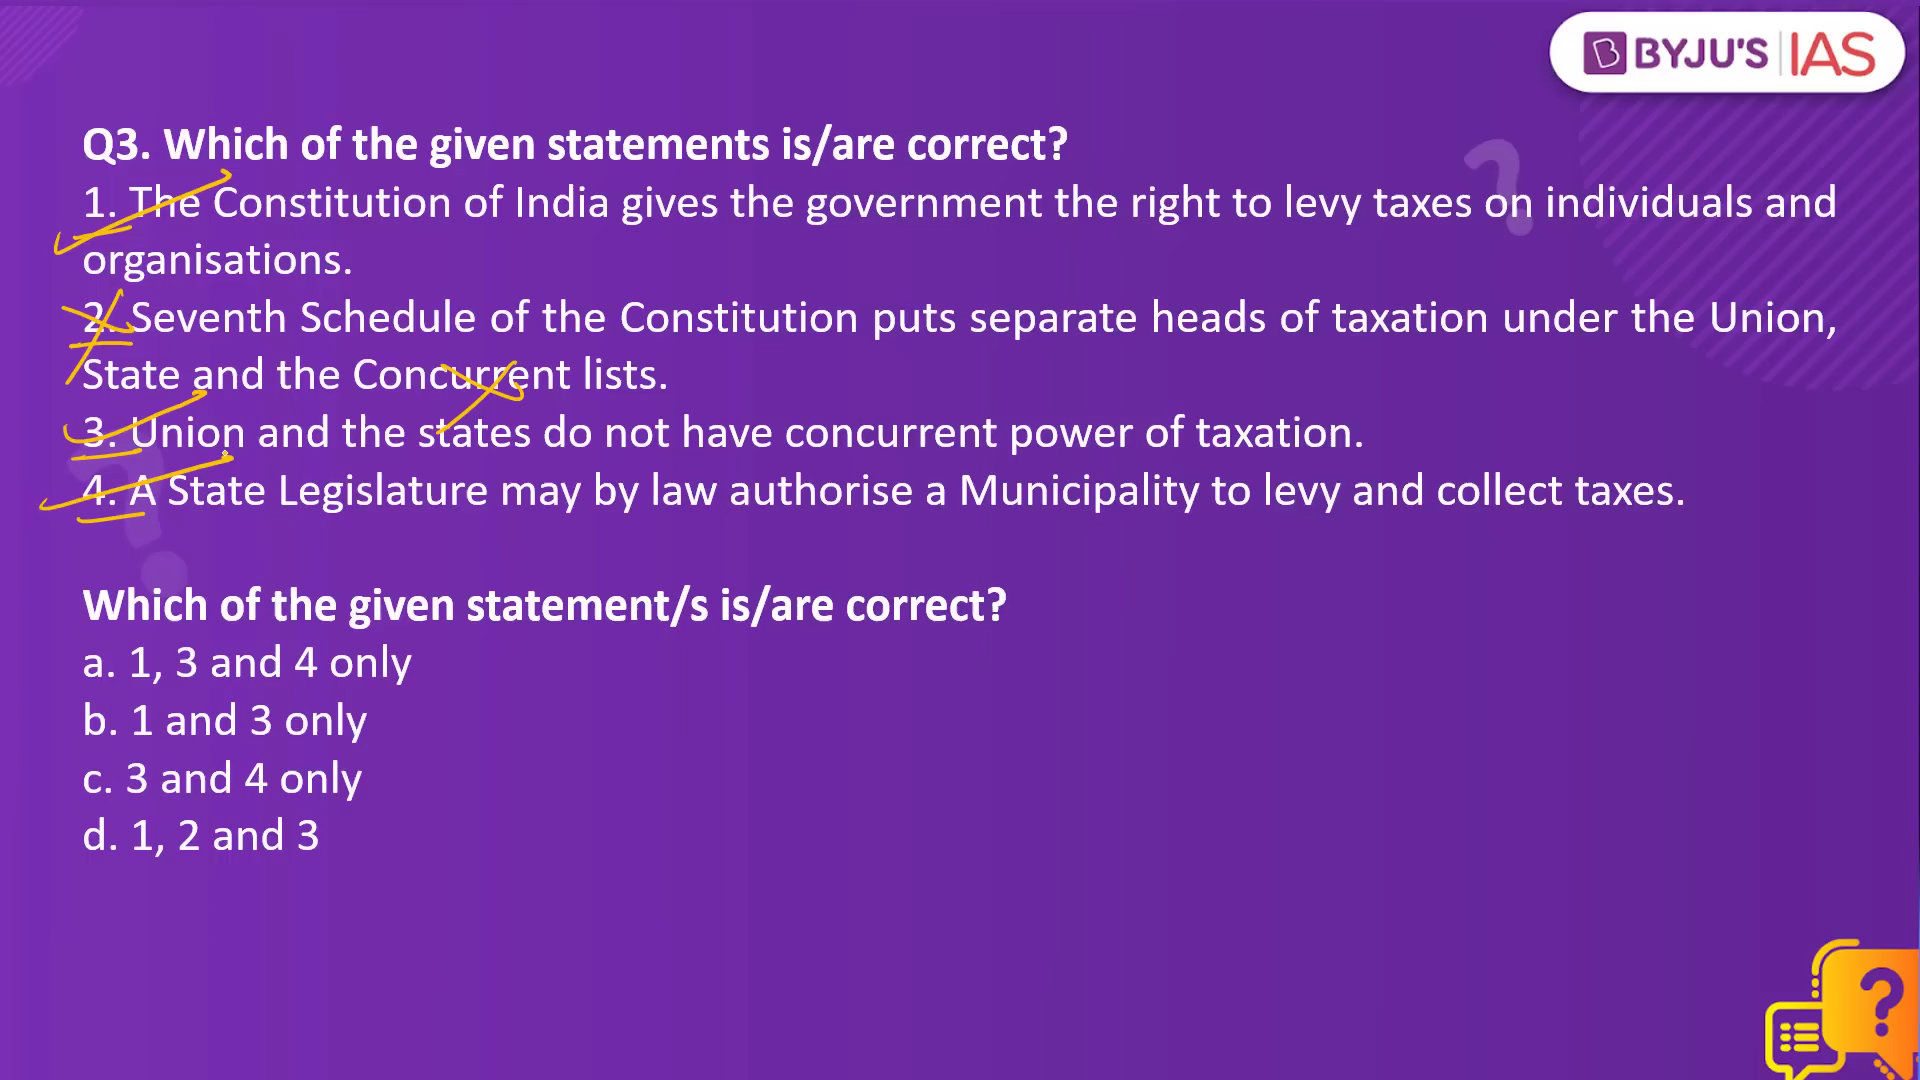 BYJU'S IAS
Q3. Which of the given statements is/are correct?
1. The Constitution of India gives the government the right to levy taxes on individuals and
organisations.
2. Seventh Schedule of the Constitution puts separate heads of taxation under the Union,
State and the Concurrent lists.
3. Union and the states do not have concurrent power of taxation.
4. A State Legislature may by law authorise a Municipality to levy and collect taxes.
Which of the given statement/s is/are correct?
a. 1, 3 and 4 only
b. 1 and 3 only
c. 3 and 4 only
d. 1, 2 and 3